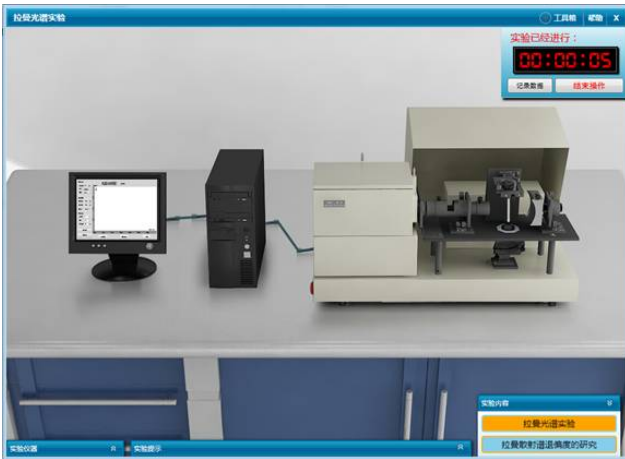 拉曼光谱实验
工具箱 帮助 X
实验已经进行：
00:00:05
记录数据 结束操作
实验内容
拉曼光谱实验
拉曼散射谱退偏度的研究
实验仪器
实验提示